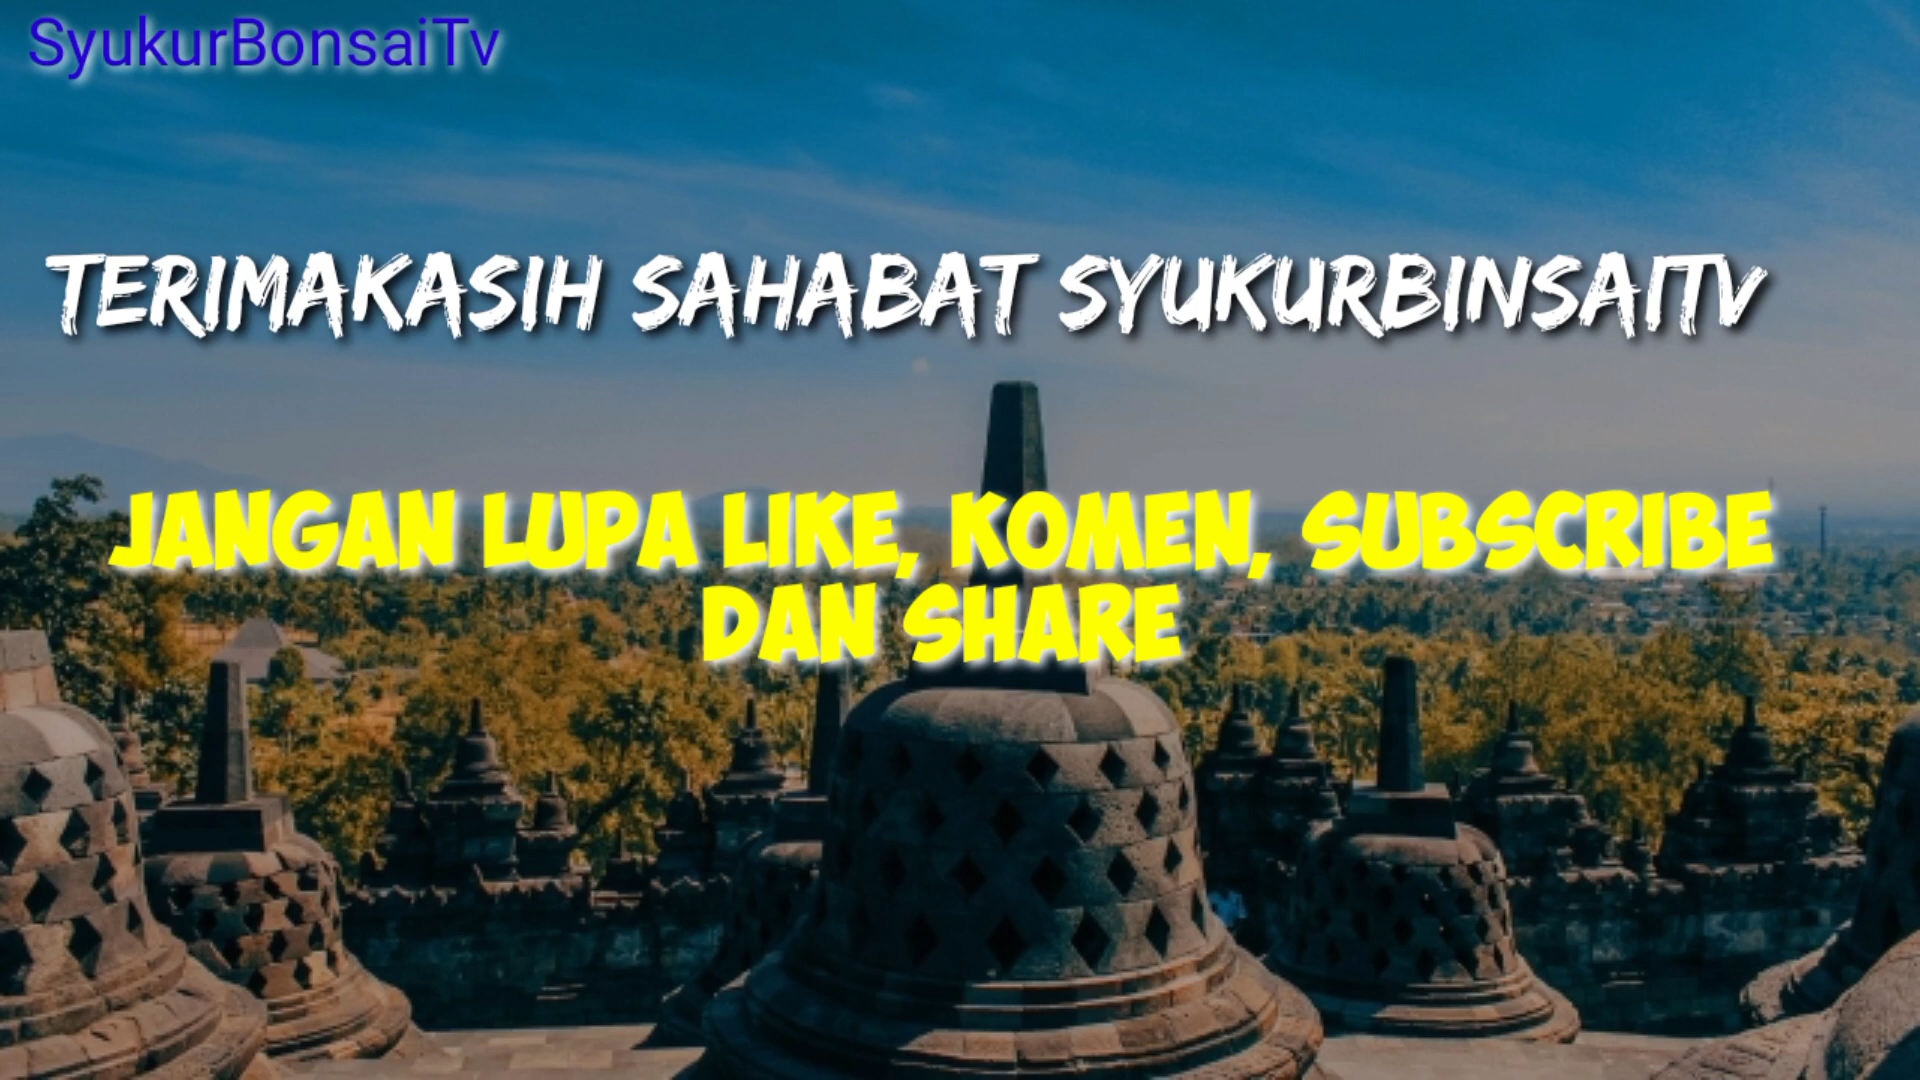 SyukurBonsaiTv
TERIMAKASIH SAHABAT SYUKURBINSAITV
JANGAN LUPA LIKE, KOMEN, SUBSCRIBE
DAN SHARE